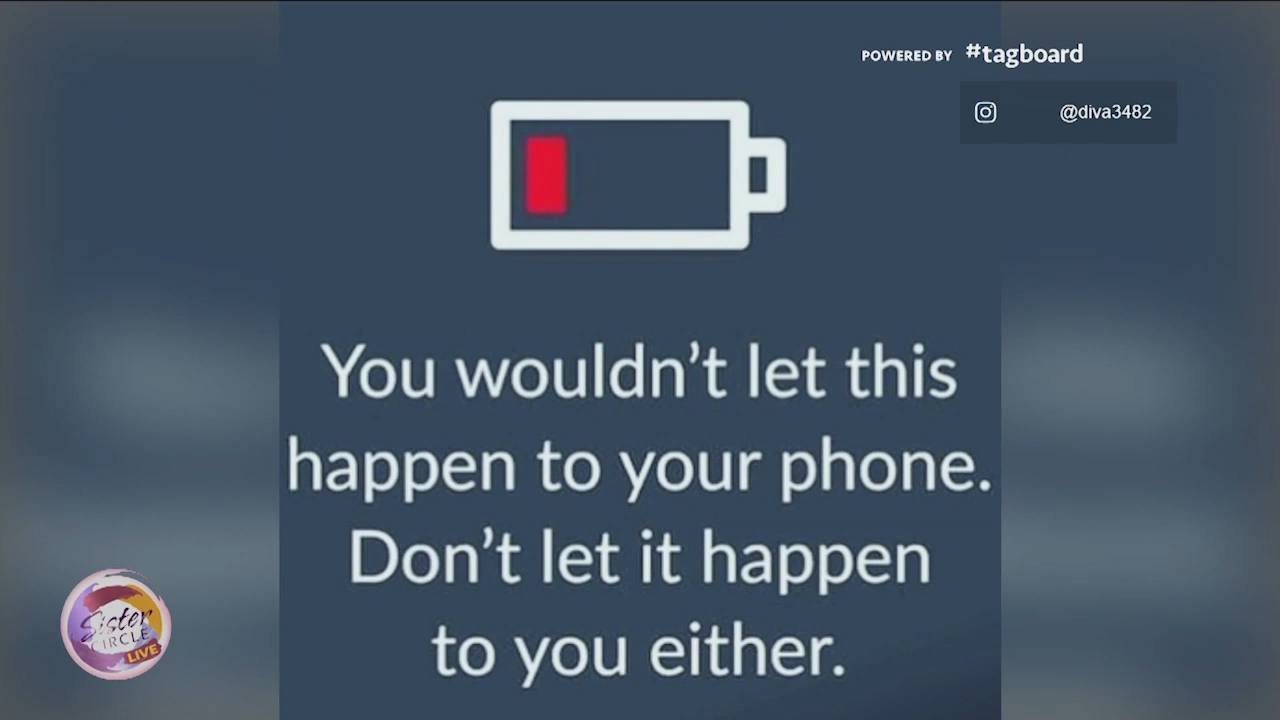 POWERED BY #tagboard
@diva3482
You wouldn't let this
happen to your phone.
Don't let it happen
to you either.
Sister
CIRCLE
LIVE